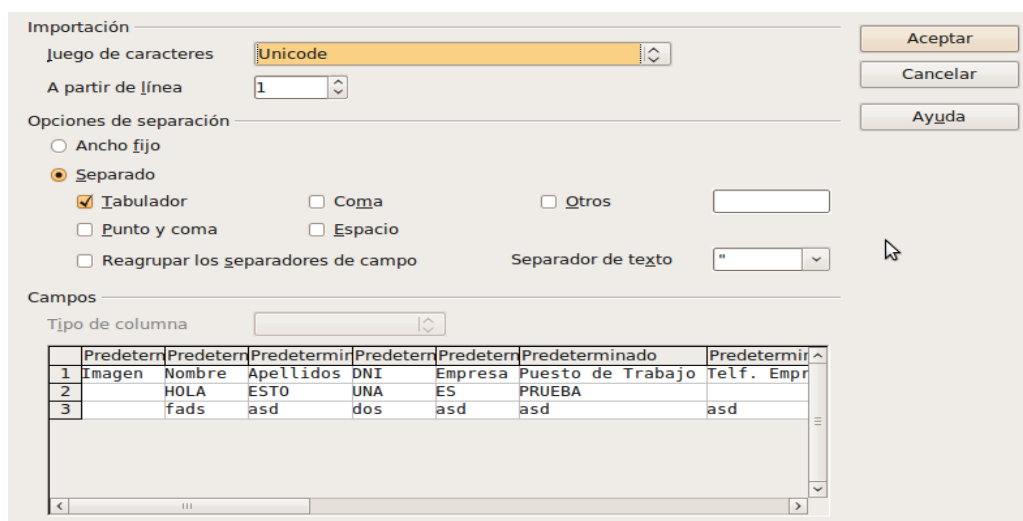 Importación
Juego de caracteres Unicode
A partir de línea 1
Opciones de separación
Ancho fijo
Separado
Tabulador Coma Otros
Punto y coma Espacio
Reagrupar los separadores de campo Separador de texto "
Campos
Tipo de columna
Predetern Predetern Predeterminr Predetern Predetern Predeterminado Predeterminr
1 Imagen Nombre Apellidos DNI Empresa Puesto de Trabajo Telf. Empr
2 HOLA ESTO UNA ES PRUEBA
3 fads asd dos asd asd asd
Aceptar
Cancelar
Ayuda